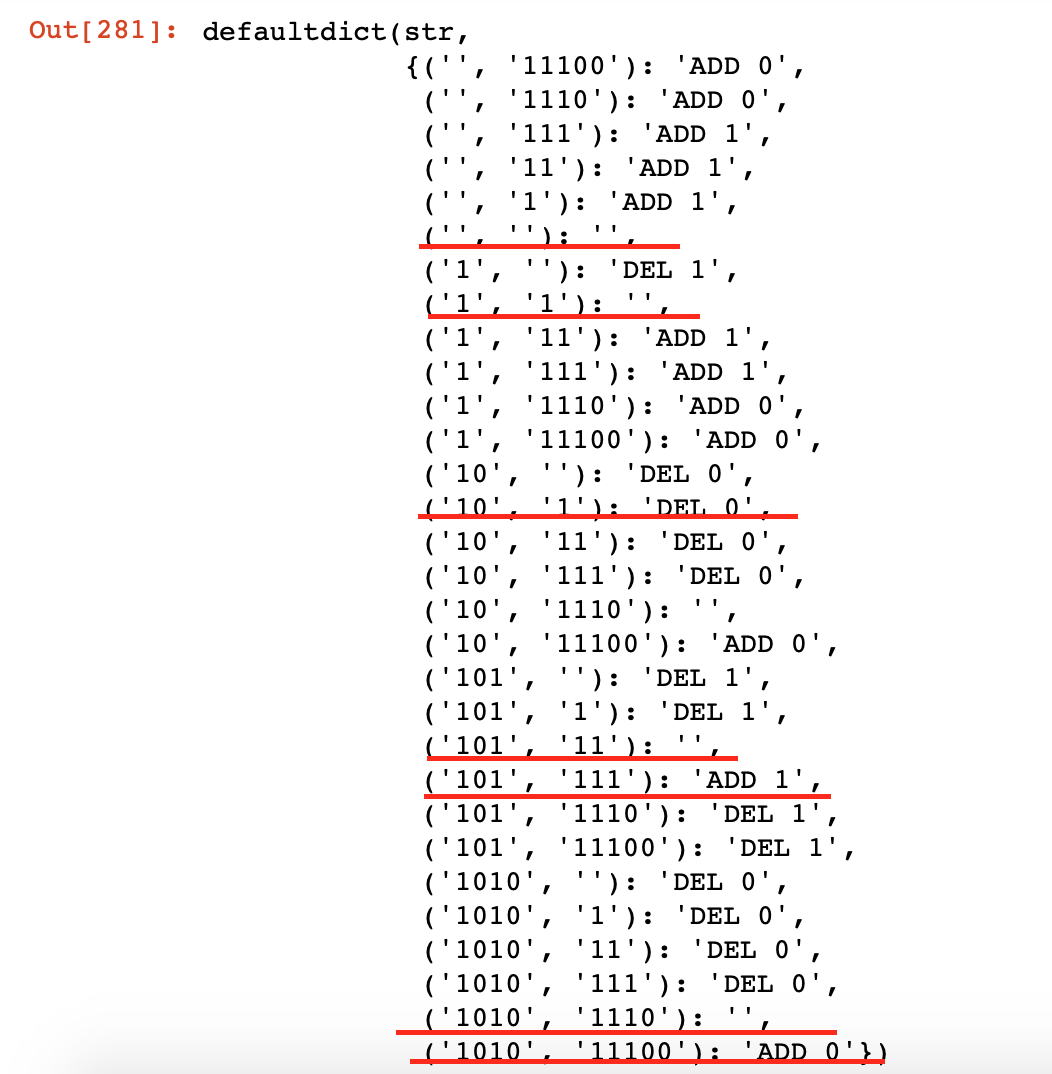 Out[281]: defaultdict(str,
{('', '11100'): 'ADD 0',
('', '1110'): 'ADD 0',
('', '111'): 'ADD 1',
('', '11'): 'ADD 1',
('', '1'): 'ADD 1',
('', ''): '',
('1', ''): 'DEL 1',
('1', '1'): '',
('1', '11'): 'ADD 1',
('1', '111'): 'ADD 1',
('1', '1110'): 'ADD 0',
('1', '11100'): 'ADD 0',
('10', ''): 'DEL 0',
('10', '1'): 'DEL 0',
('10', '11'): 'DEL 0',
('10', '111'): 'DEL 0',
('10', '1110'): '',
('10', '11100'): 'ADD 0',
('101', ''): 'DEL 1',
('101', '1'): 'DEL 1',
('101', '11'): '',
('101', '111'): 'ADD 1',
('101', '1110'): 'DEL 1',
('101', '11100'): 'DEL 1',
('1010', ''): 'DEL 0',
('1010', '1'): 'DEL 0',
('1010', '11'): 'DEL 0',
('1010', '111'): 'DEL 0',
('1010', '1110'): '',
('1010', '11100'): 'ADD 0'})